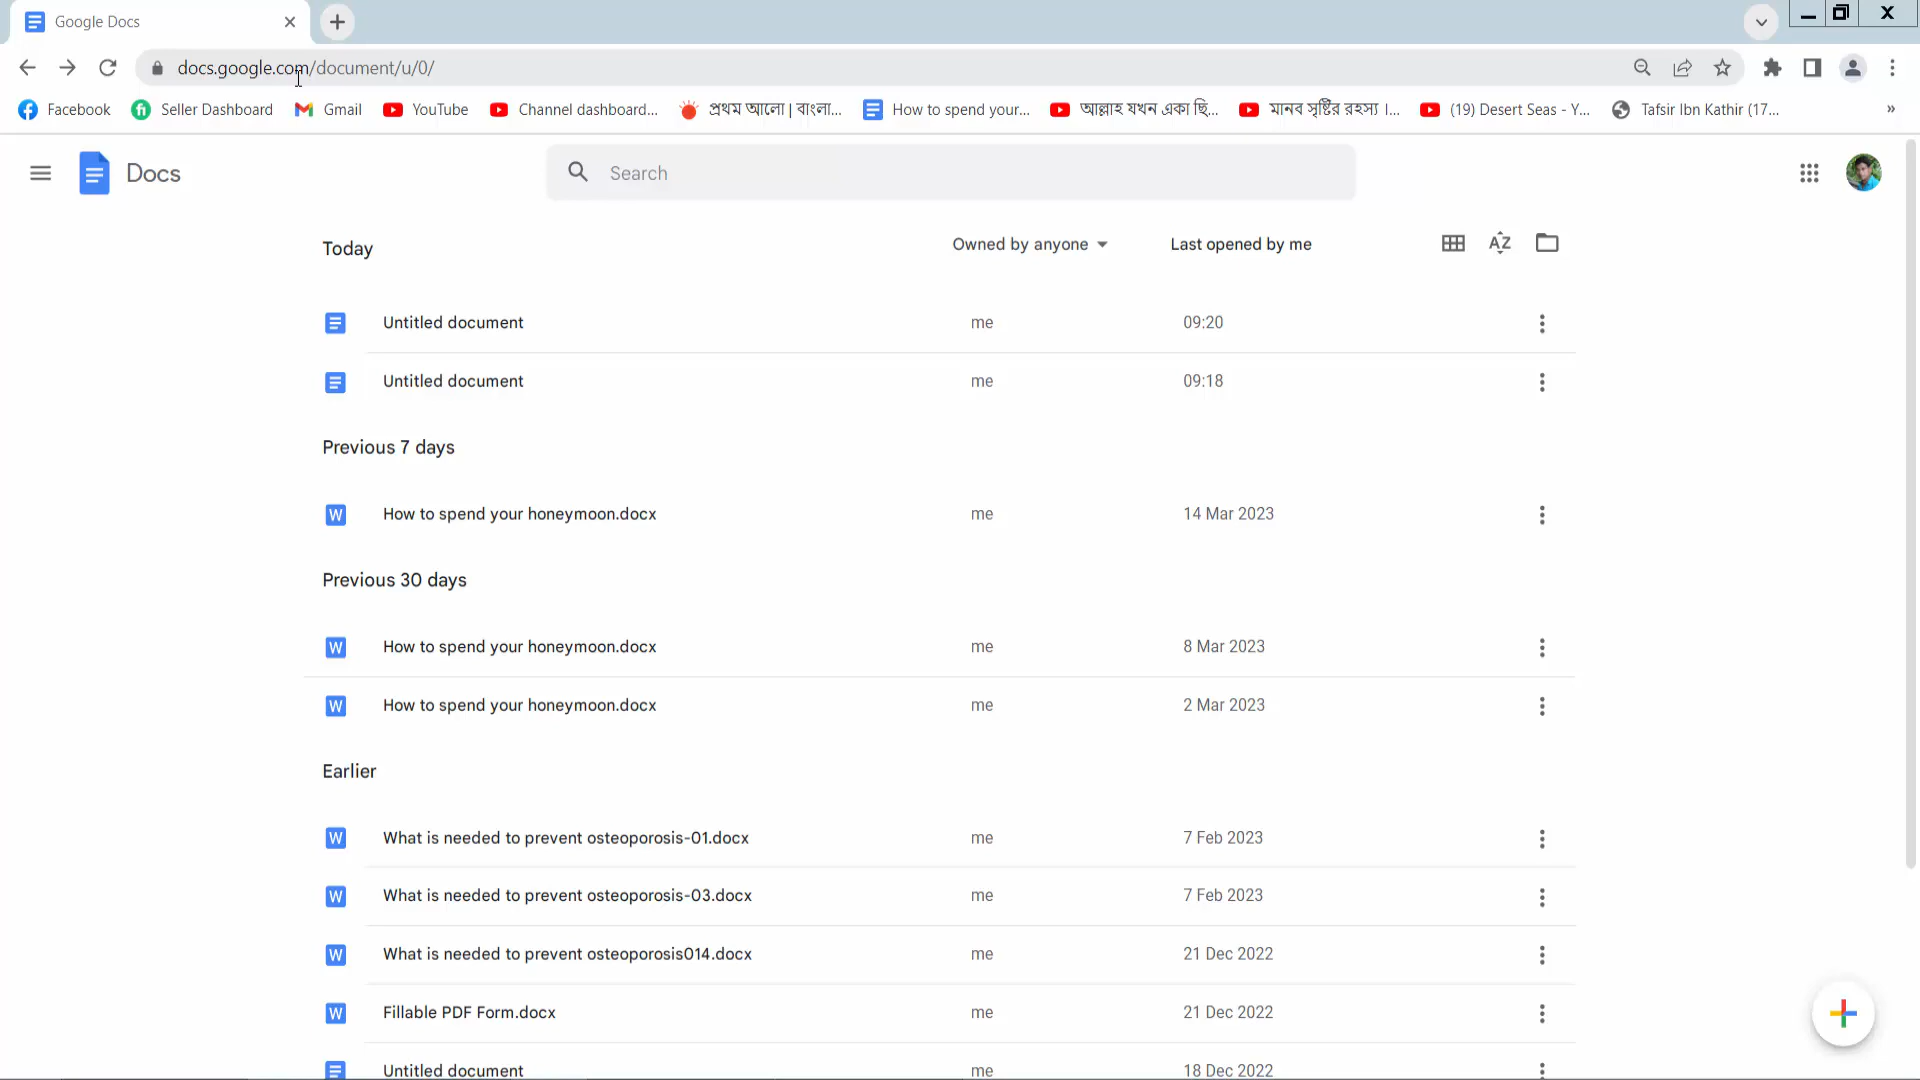 Google Docs
docs.google.com/document/u/0/
Facebook Seller Dashboard Gmail YouTube Channel dashboard... প্রথম আলো | বাংলা... How to spend your... আল্লাহ যখন একা ছি... মানব সৃষ্টির রহস্য ।... (19) Desert Seas - Y... Tafsir Ibn Kathir (17... »
Docs Search
Today Owned by anyone Last opened by me AZ
Untitled document me 09:20
Untitled document me 09:18
Previous 7 days
W How to spend your honeymoon.docx me 14 Mar 2023
Previous 30 days
W How to spend your honeymoon.docx me 8 Mar 2023
W How to spend your honeymoon.docx me 2 Mar 2023
Earlier
W What is needed to prevent osteoporosis-01.docx me 7 Feb 2023
W What is needed to prevent osteoporosis-03.docx me 7 Feb 2023
W What is needed to prevent osteoporosis014.docx me 21 Dec 2022
W Fillable PDF Form.docx me 21 Dec 2022
Untitled document me 18 Dec 2022